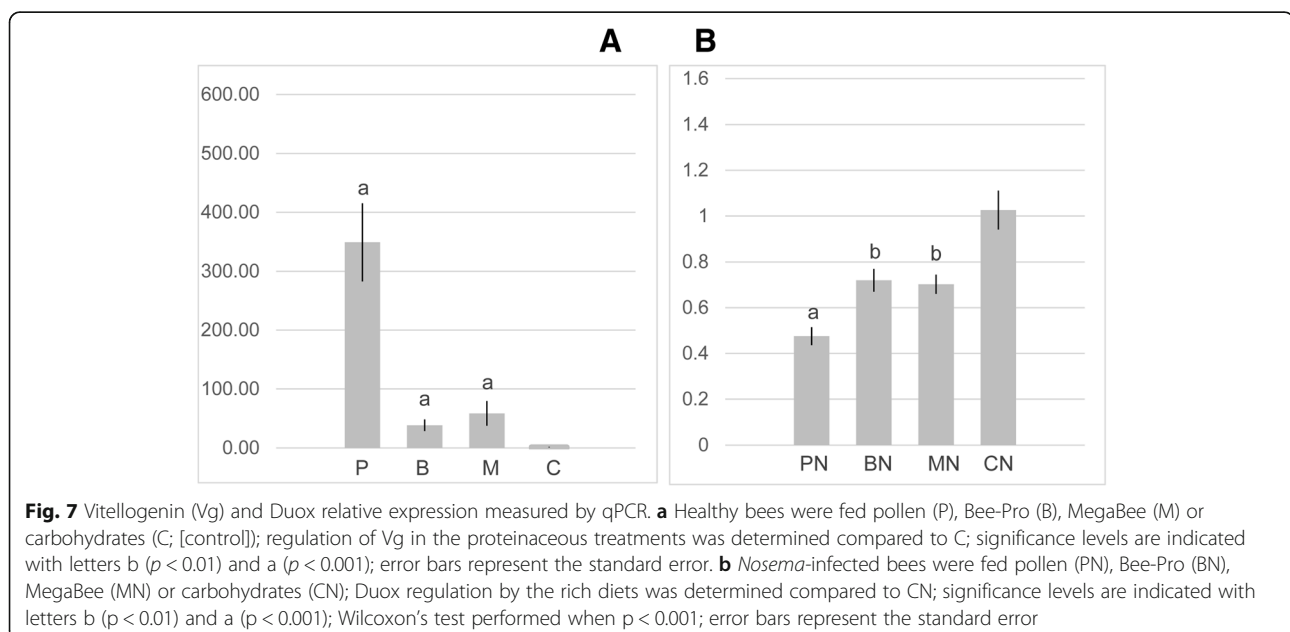 A B
600.00
500.00
400.00
300.00
200.00
100.00
0.00
a
a
a
P B M C
1.6
1.4
1.2
1
0.8
0.6
0.4
0.2
0
a
b
b
PN BN MN CN
Fig. 7 Vitellogenin (Vg) and Duox relative expression measured by qPCR. a Healthy bees were fed pollen (P), Bee-Pro (B), MegaBee (M) or
carbohydrates (C; [control]); regulation of Vg in the proteinaceous treatments was determined compared to C; significance levels are indicated
with letters b (p < 0.01) and a (p < 0.001); error bars represent the standard error. b Nosema-infected bees were fed pollen (PN), Bee-Pro (BN),
MegaBee (MN) or carbohydrates (CN); Duox regulation by the rich diets was determined compared to CN; significance levels are indicated with
letters b (p < 0.01) and a (p < 0.001); Wilcoxon's test performed when p < 0.001; error bars represent the standard error